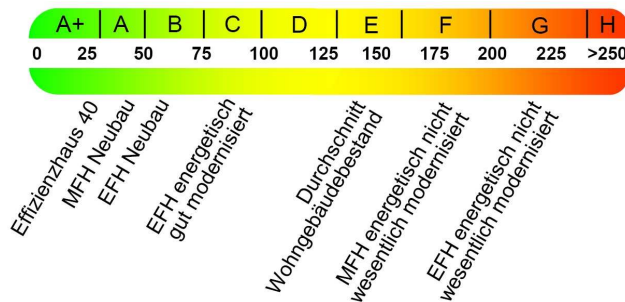 A+ A B C D E F G H
0 25 50 75 100 125 150 175 200 225 >250
Effizienzhaus 40
MFH Neubau
EFH Neubau
EFH energetisch
gut modernisiert
Durchschnitt
Wohngebäudebestand
MFH energetisch nicht
wesentlich modernisiert
EFH energetisch nicht
wesentlich modernisiert